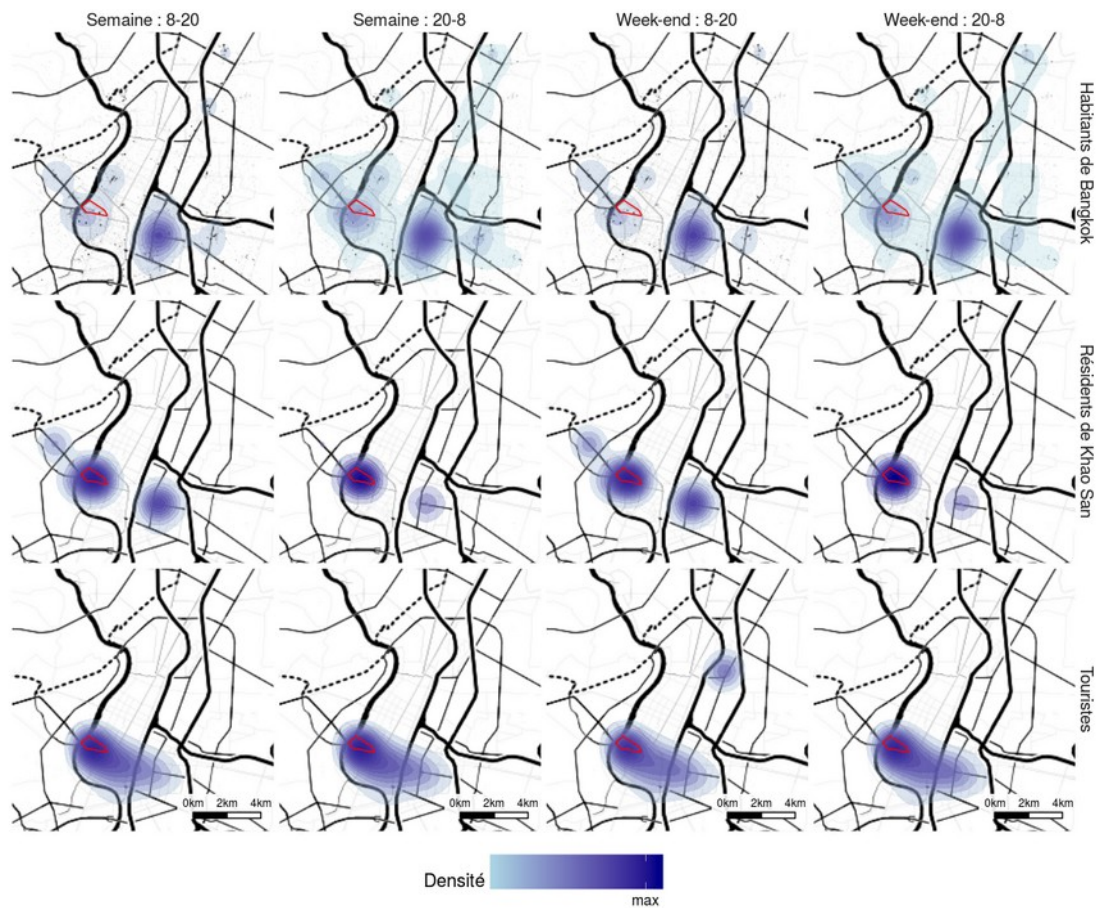 Semaine : 8-20
Semaine : 20-8
Week-end : 8-20
Week-end : 20-8
Habitants de Bangkok
Résidents de Khao San
Touristes
0km 2km 4km
0km 2km 4km
0km 2km 4km
0km 2km 4km
Densité
max